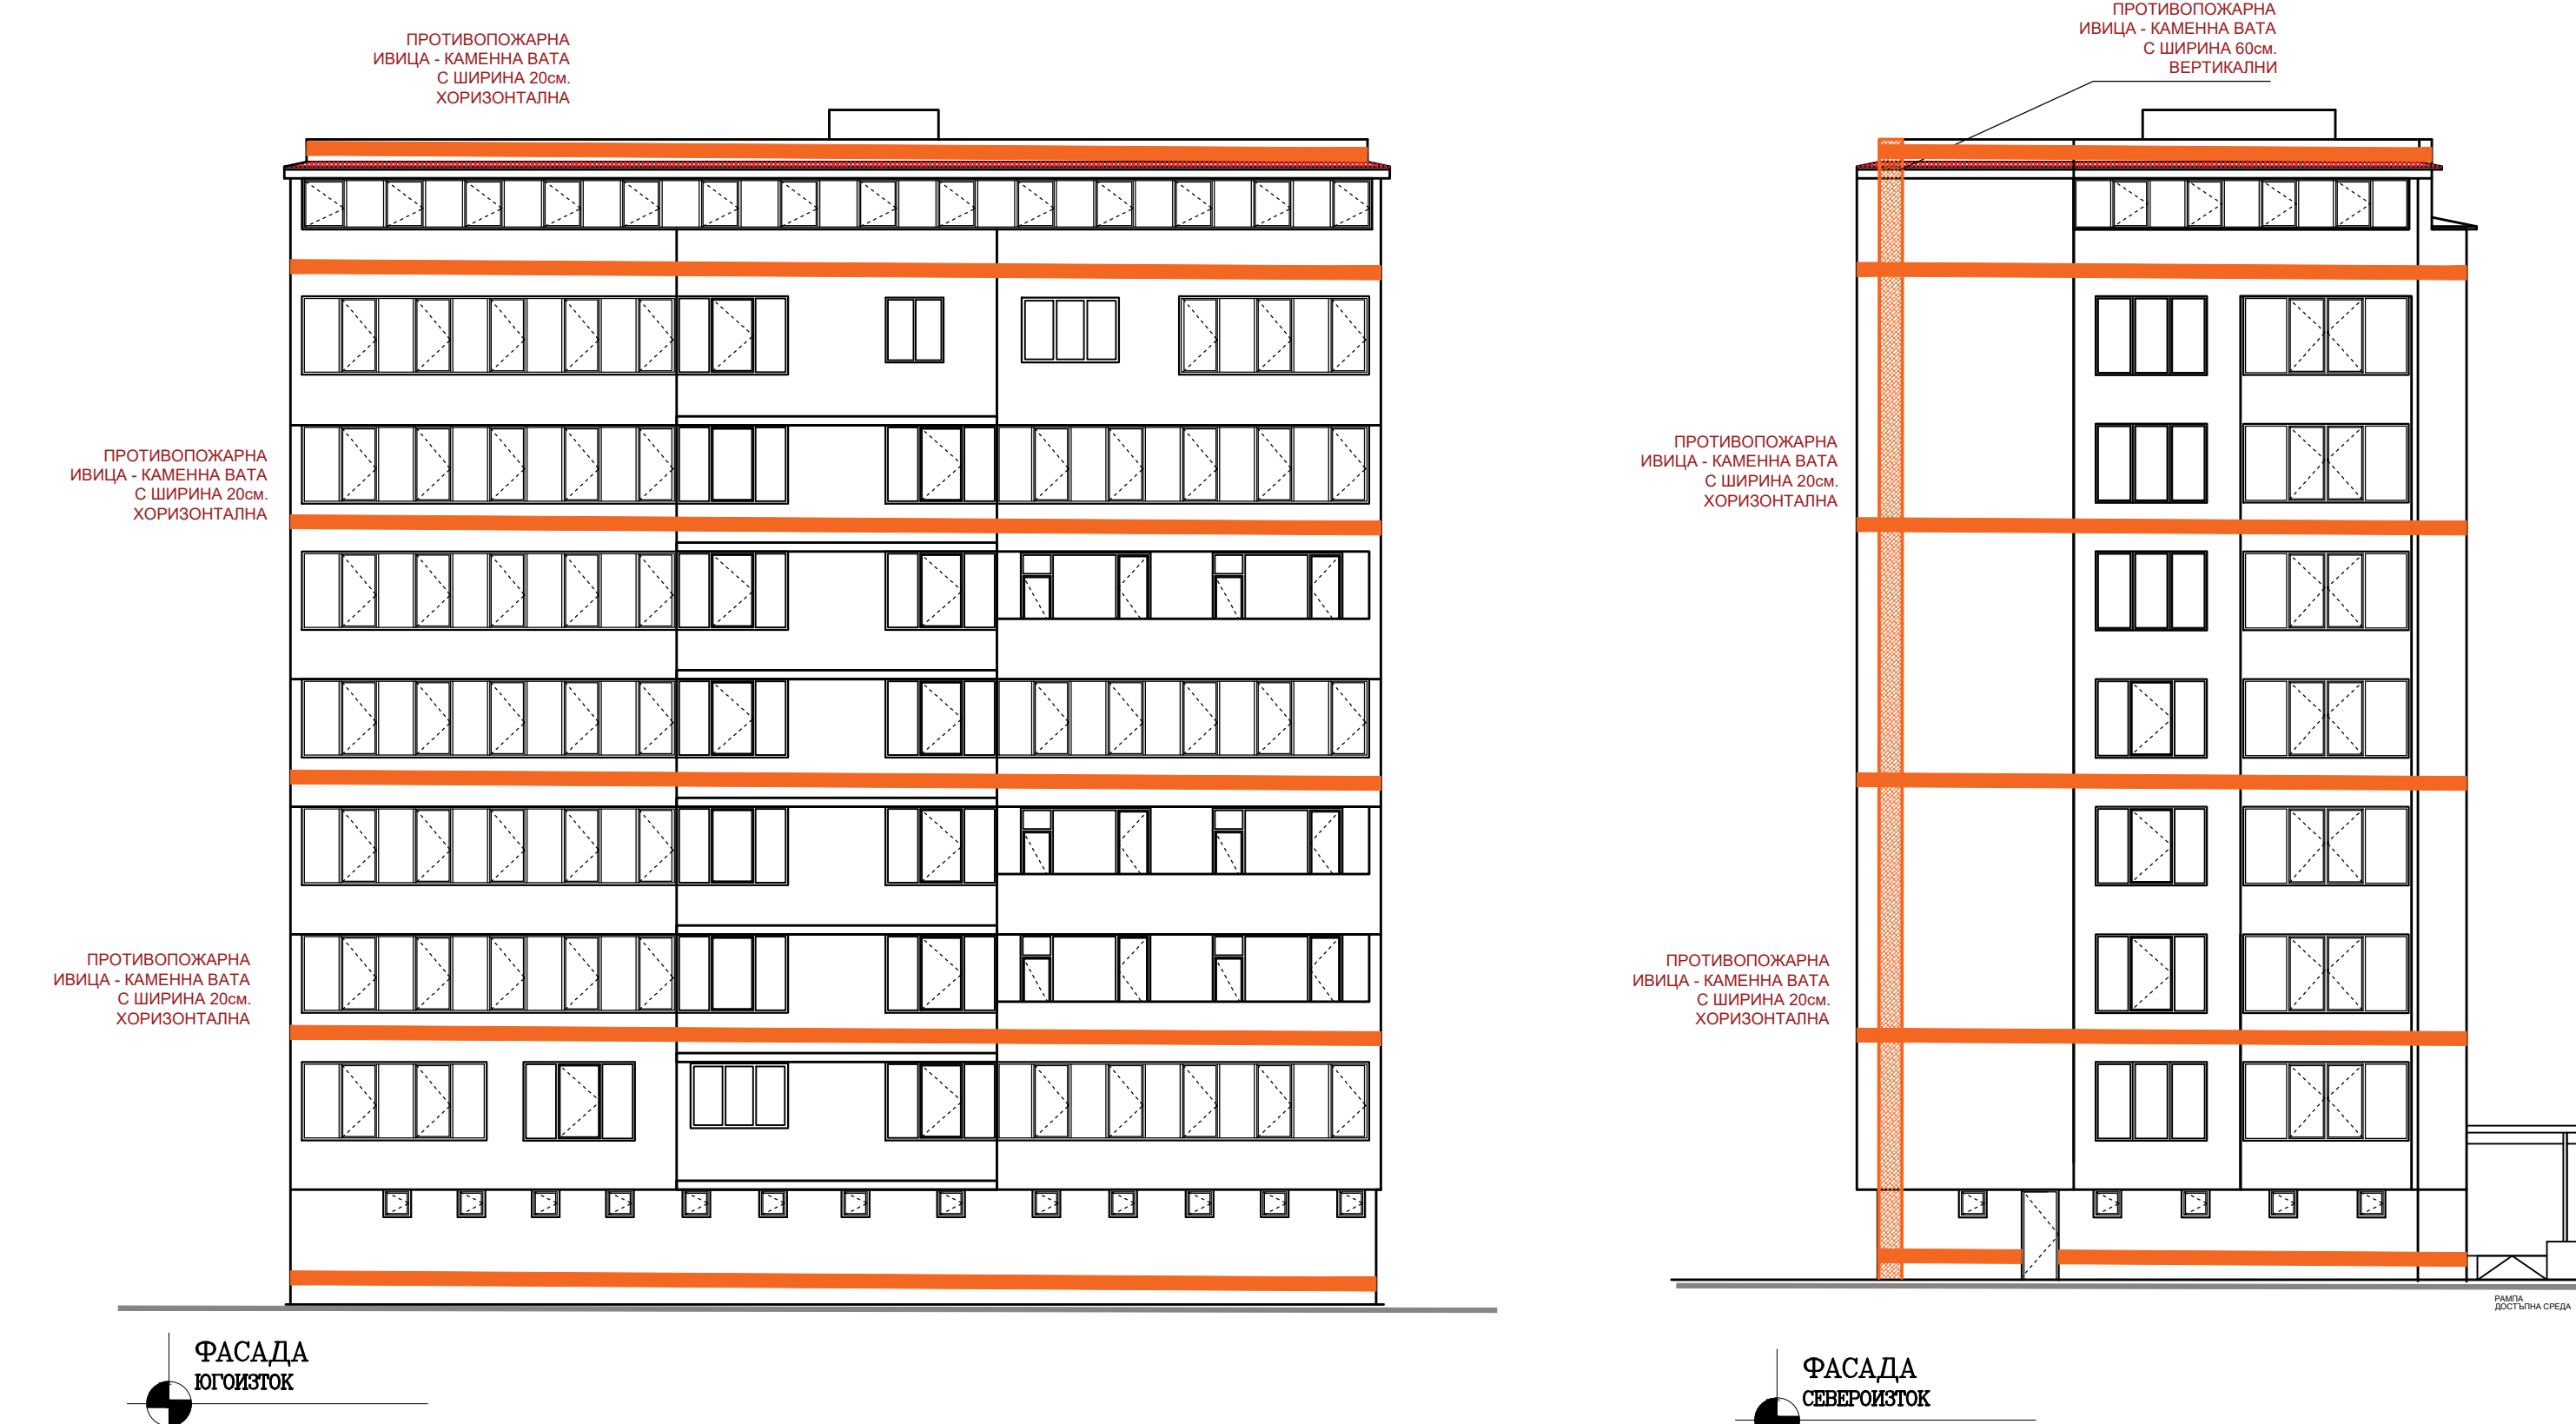 ПРОТИВОПОЖАРНА
ИВИЦА - КАМЕННА ВАТА
С ШИРИНА 20см.
ХОРИЗОНТАЛНА
ПРОТИВОПОЖАРНА
ИВИЦА - КАМЕННА ВАТА
С ШИРИНА 60см.
ВЕРТИКАЛНИ
ПРОТИВОПОЖАРНА
ИВИЦА - КАМЕННА ВАТА
С ШИРИНА 20см.
ХОРИЗОНТАЛНА
ПРОТИВОПОЖАРНА
ИВИЦА - КАМЕННА ВАТА
С ШИРИНА 20см.
ХОРИЗОНТАЛНА
ПРОТИВОПОЖАРНА
ИВИЦА - КАМЕННА ВАТА
С ШИРИНА 20см.
ХОРИЗОНТАЛНА
ПРОТИВОПОЖАРНА
ИВИЦА - КАМЕННА ВАТА
С ШИРИНА 20см.
ХОРИЗОНТАЛНА
РАМПА
ДОСТЪПНА СРЕДА
ФАСАДА
ЮГОИЗТОК
ФАСАДА
СЕВЕРОИЗТОК